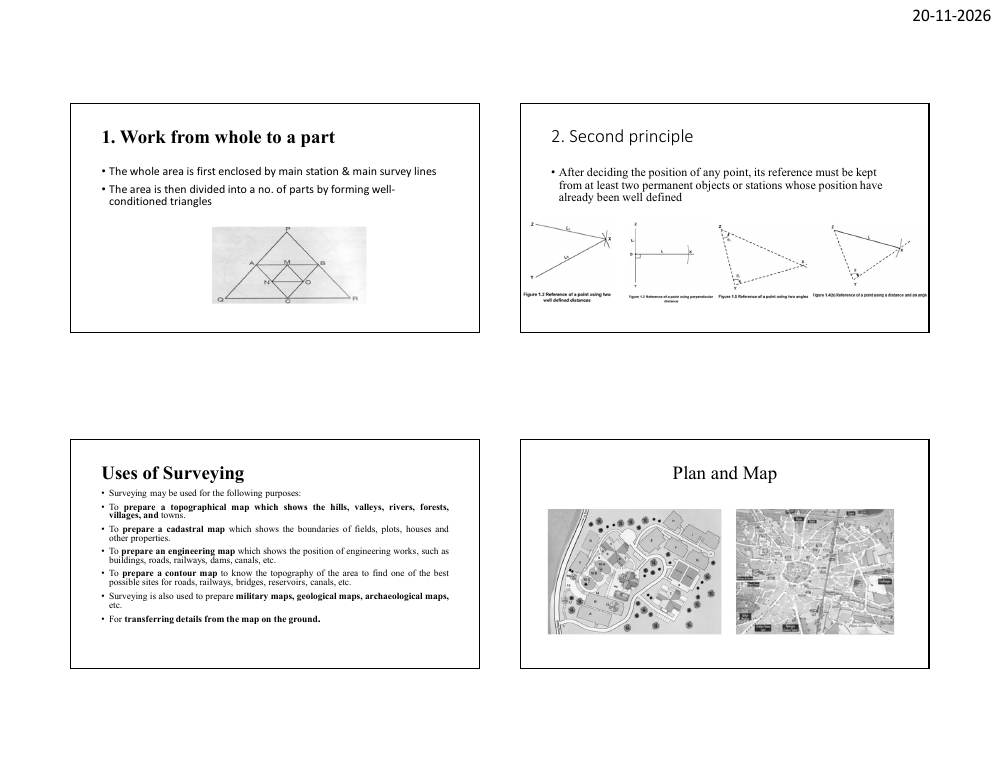 20-11-2026
1. Work from whole to a part
• The whole area is first enclosed by main station & main survey lines
• The area is then divided into a no. of parts by forming well-
conditioned triangles
P
A M B
N O
Q C R
2. Second principle
• After deciding the position of any point, its reference must be kept
from at least two permanent objects or stations whose position have
already been well defined
Figure 1.2 Reference of a point using two
well defined distances
Figure 1.3 Reference of a point using perpendicular
distance
Figure 1.5 Reference of a point using two angles
Uses of Surveying
• Surveying may be used for the following purposes:
• To prepare a topographical map which shows the hills, valleys, rivers, forests,
villages, and towns.
• To prepare a cadastral map which shows the boundaries of fields, plots, houses and
other properties.
• To prepare an engineering map which shows the position of engineering works, such as
buildings, roads, railways, dams, canals, etc.
• To prepare a contour map to know the topography of the area to find one of the best
possible sites for roads, railways, bridges, reservoirs, canals, etc.
• Surveying is also used to prepare military maps, geological maps, archaeological maps,
etc.
• For transferring details from the map on the ground.
Plan and Map